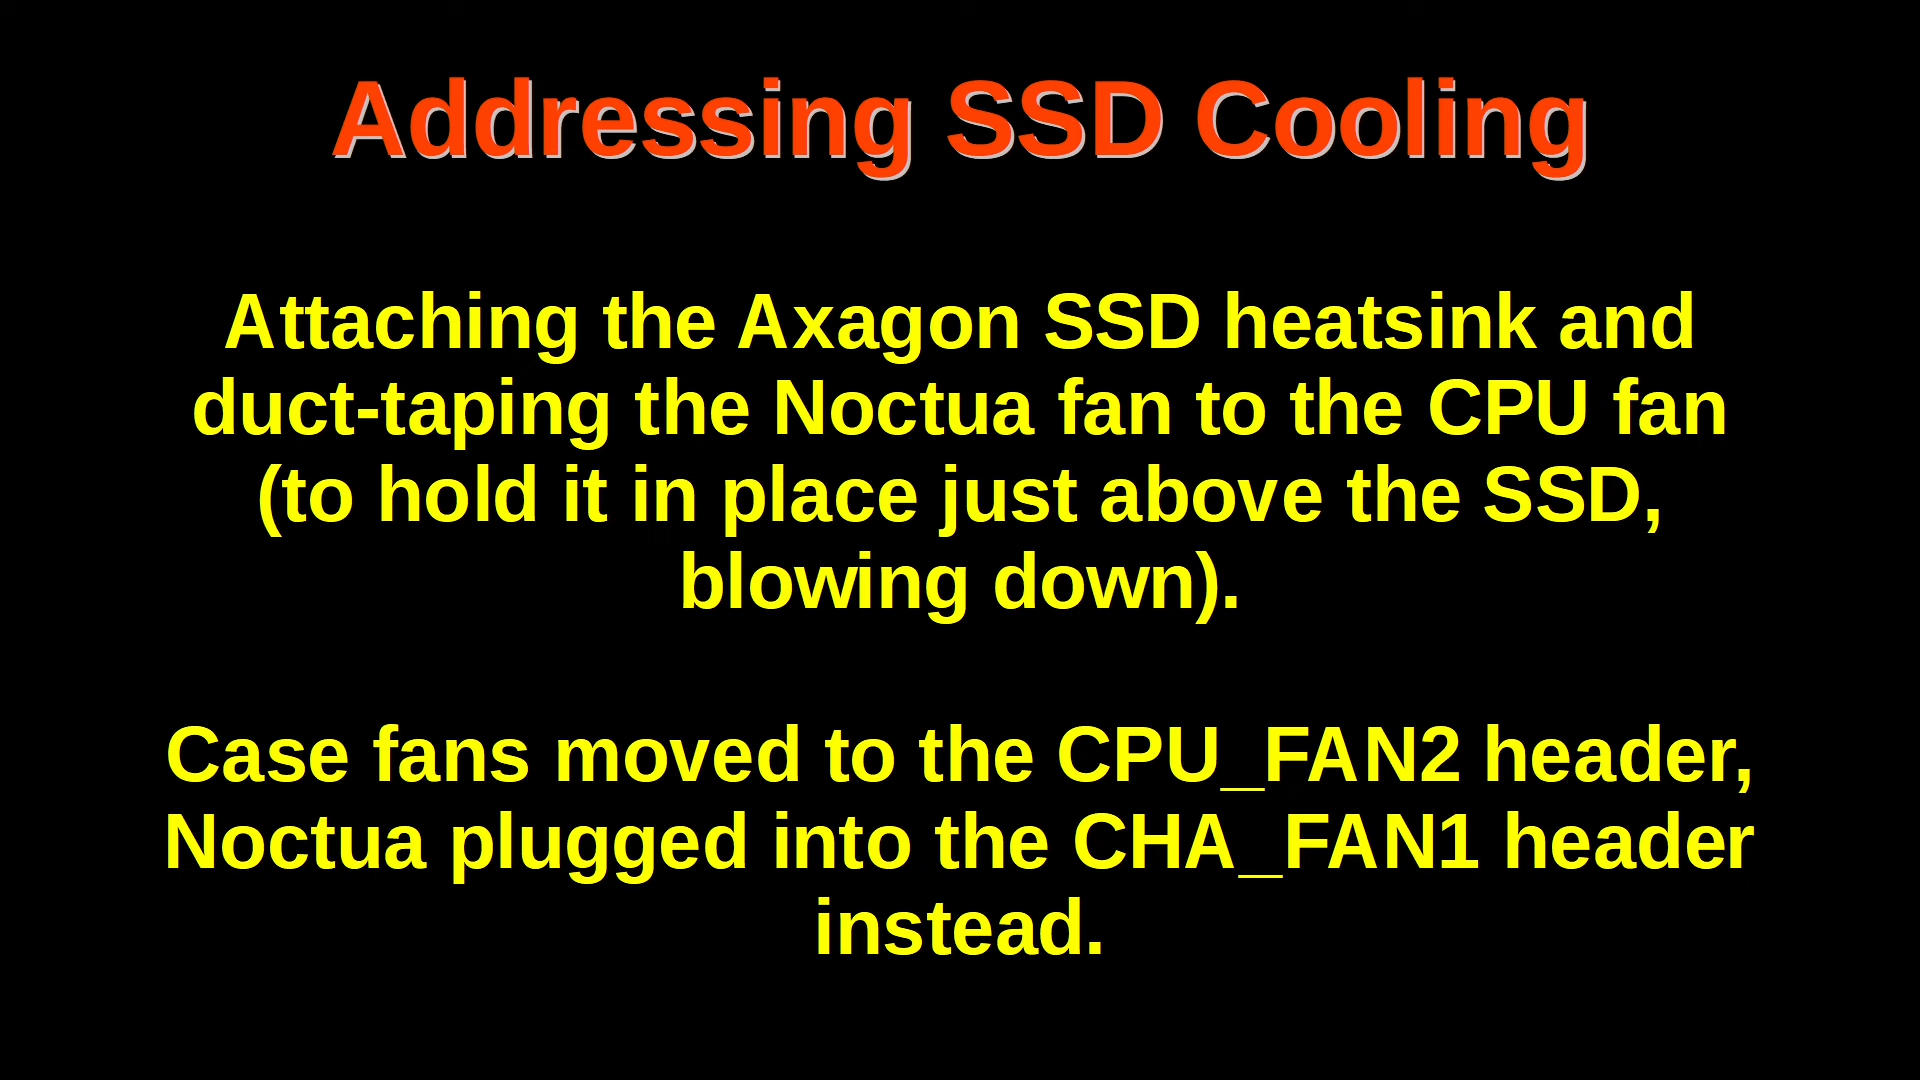 Addressing SSD Cooling
Attaching the Axagon SSD heatsink and
duct-taping the Noctua fan to the CPU fan
(to hold it in place just above the SSD,
blowing down).
Case fans moved to the CPU_FAN2 header,
Noctua plugged into the CHA_FAN1 header
instead.